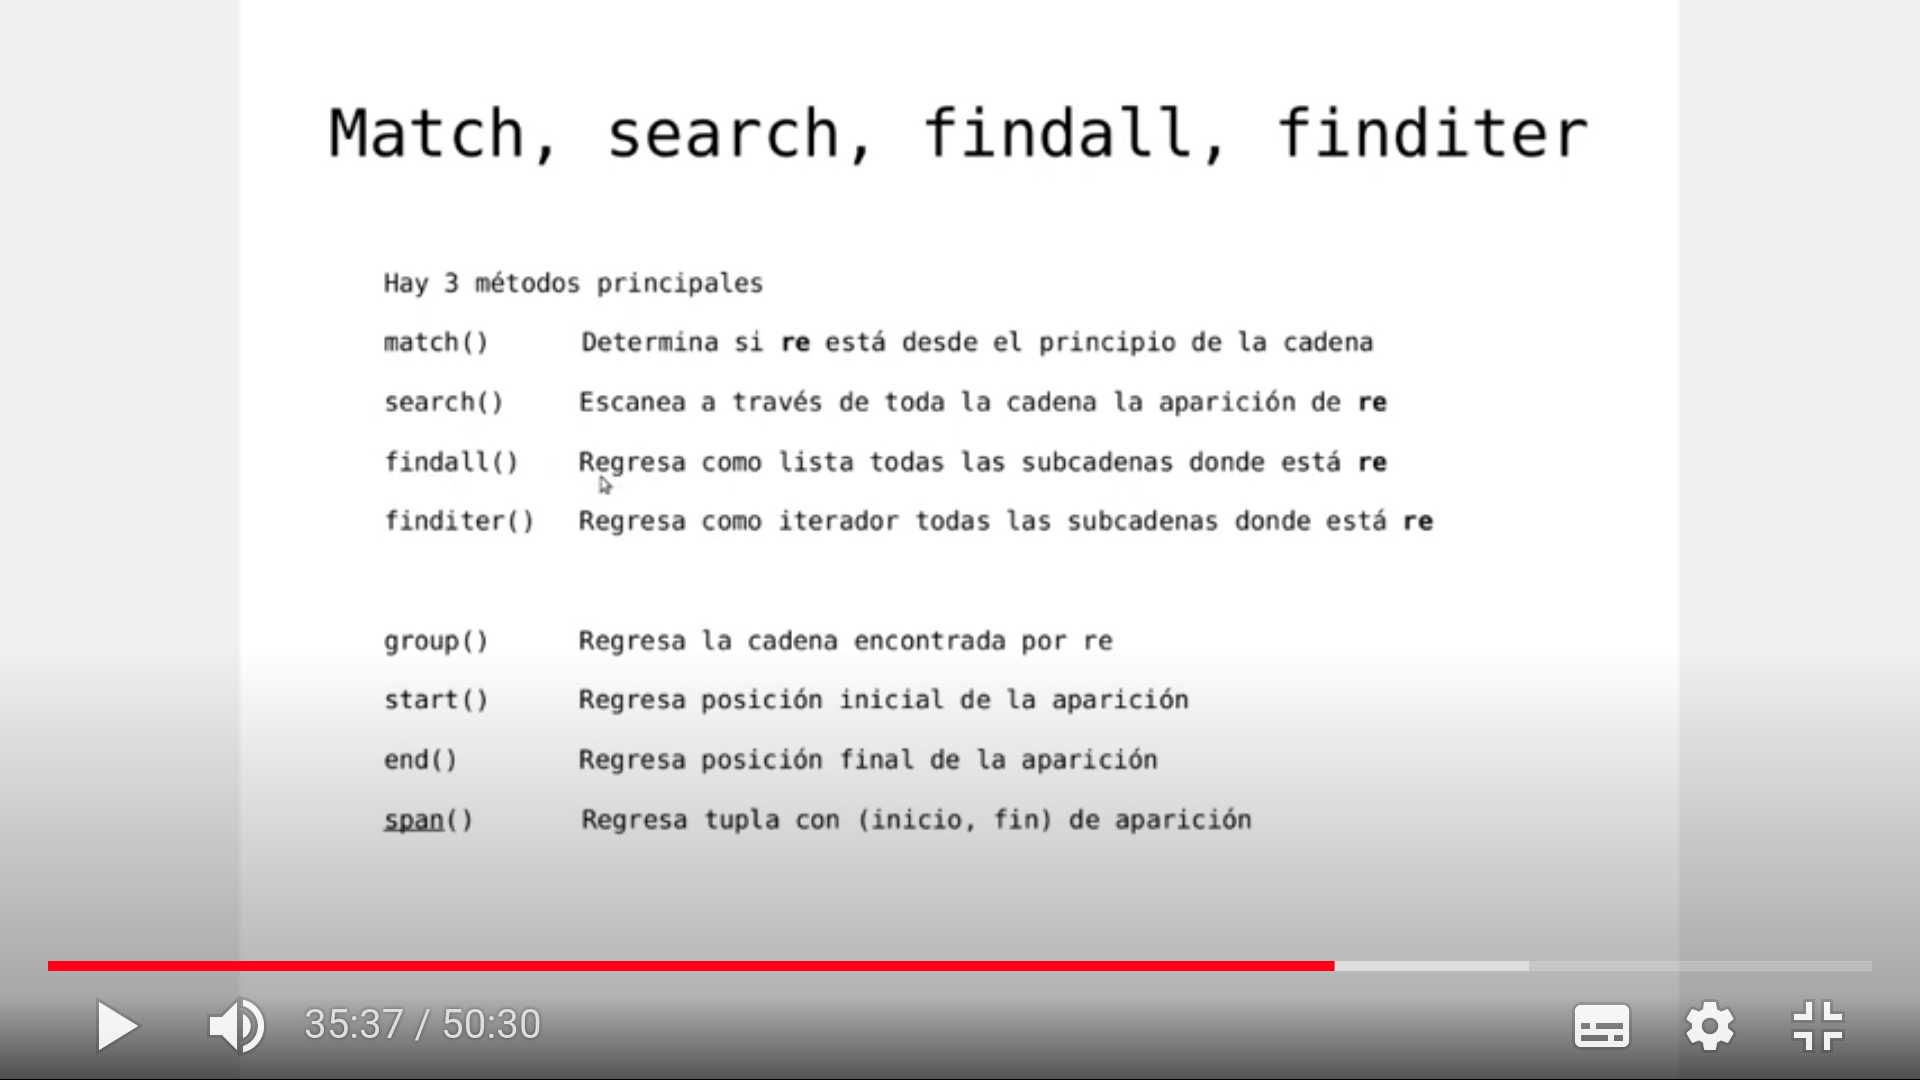 Match, search, findall, finditer
Hay 3 métodos principales
match() Determina si re está desde el principio de la cadena
search() Escanea a través de toda la cadena la aparición de re
findall() Regresa como lista todas las subcadenas donde está re
finditer() Regresa como iterador todas las subcadenas donde está re
group() Regresa la cadena encontrada por re
start() Regresa posición inicial de la aparición
end() Regresa posición final de la aparición
span() Regresa tupla con (inicio, fin) de aparición
35:37 / 50:30